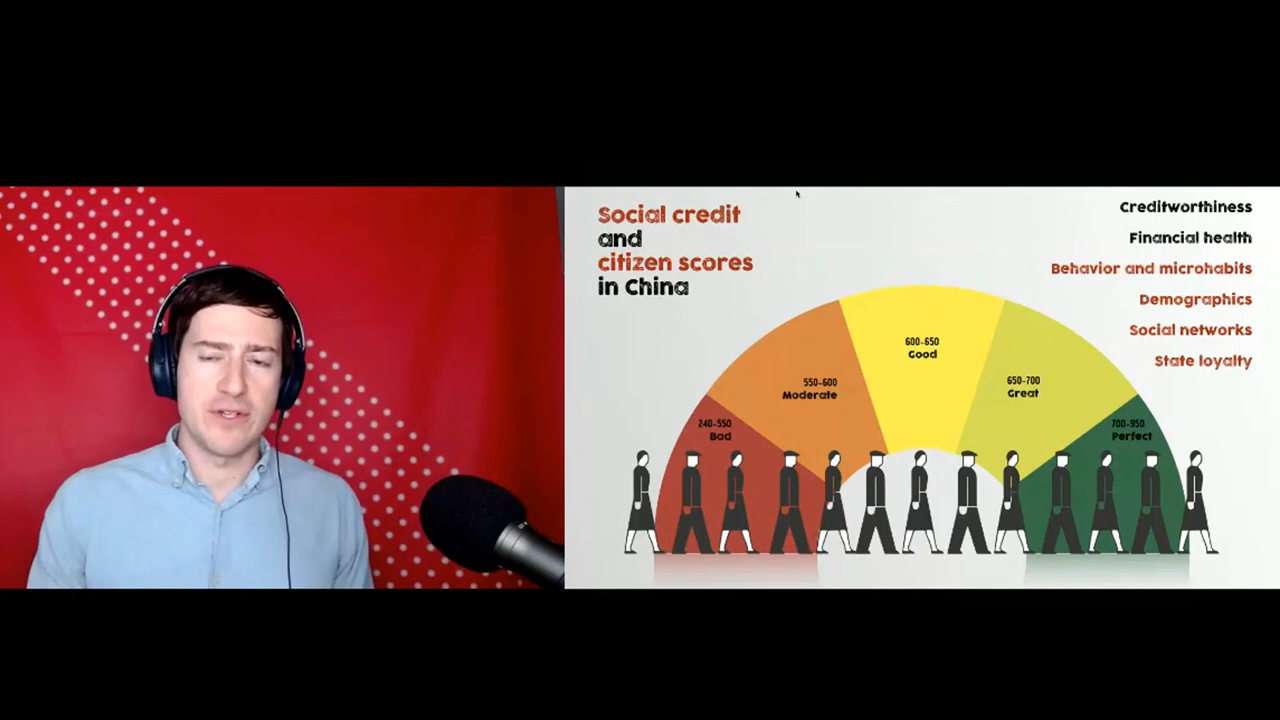 Social credit
and
citizen scores
in China
Creditworthiness
Financial health
Behavior and microhabits
Demographics
Social networks
State loyalty
600-650
Good
550-600
Moderate
650-700
Great
240-550
Bad
700-950
Perfect